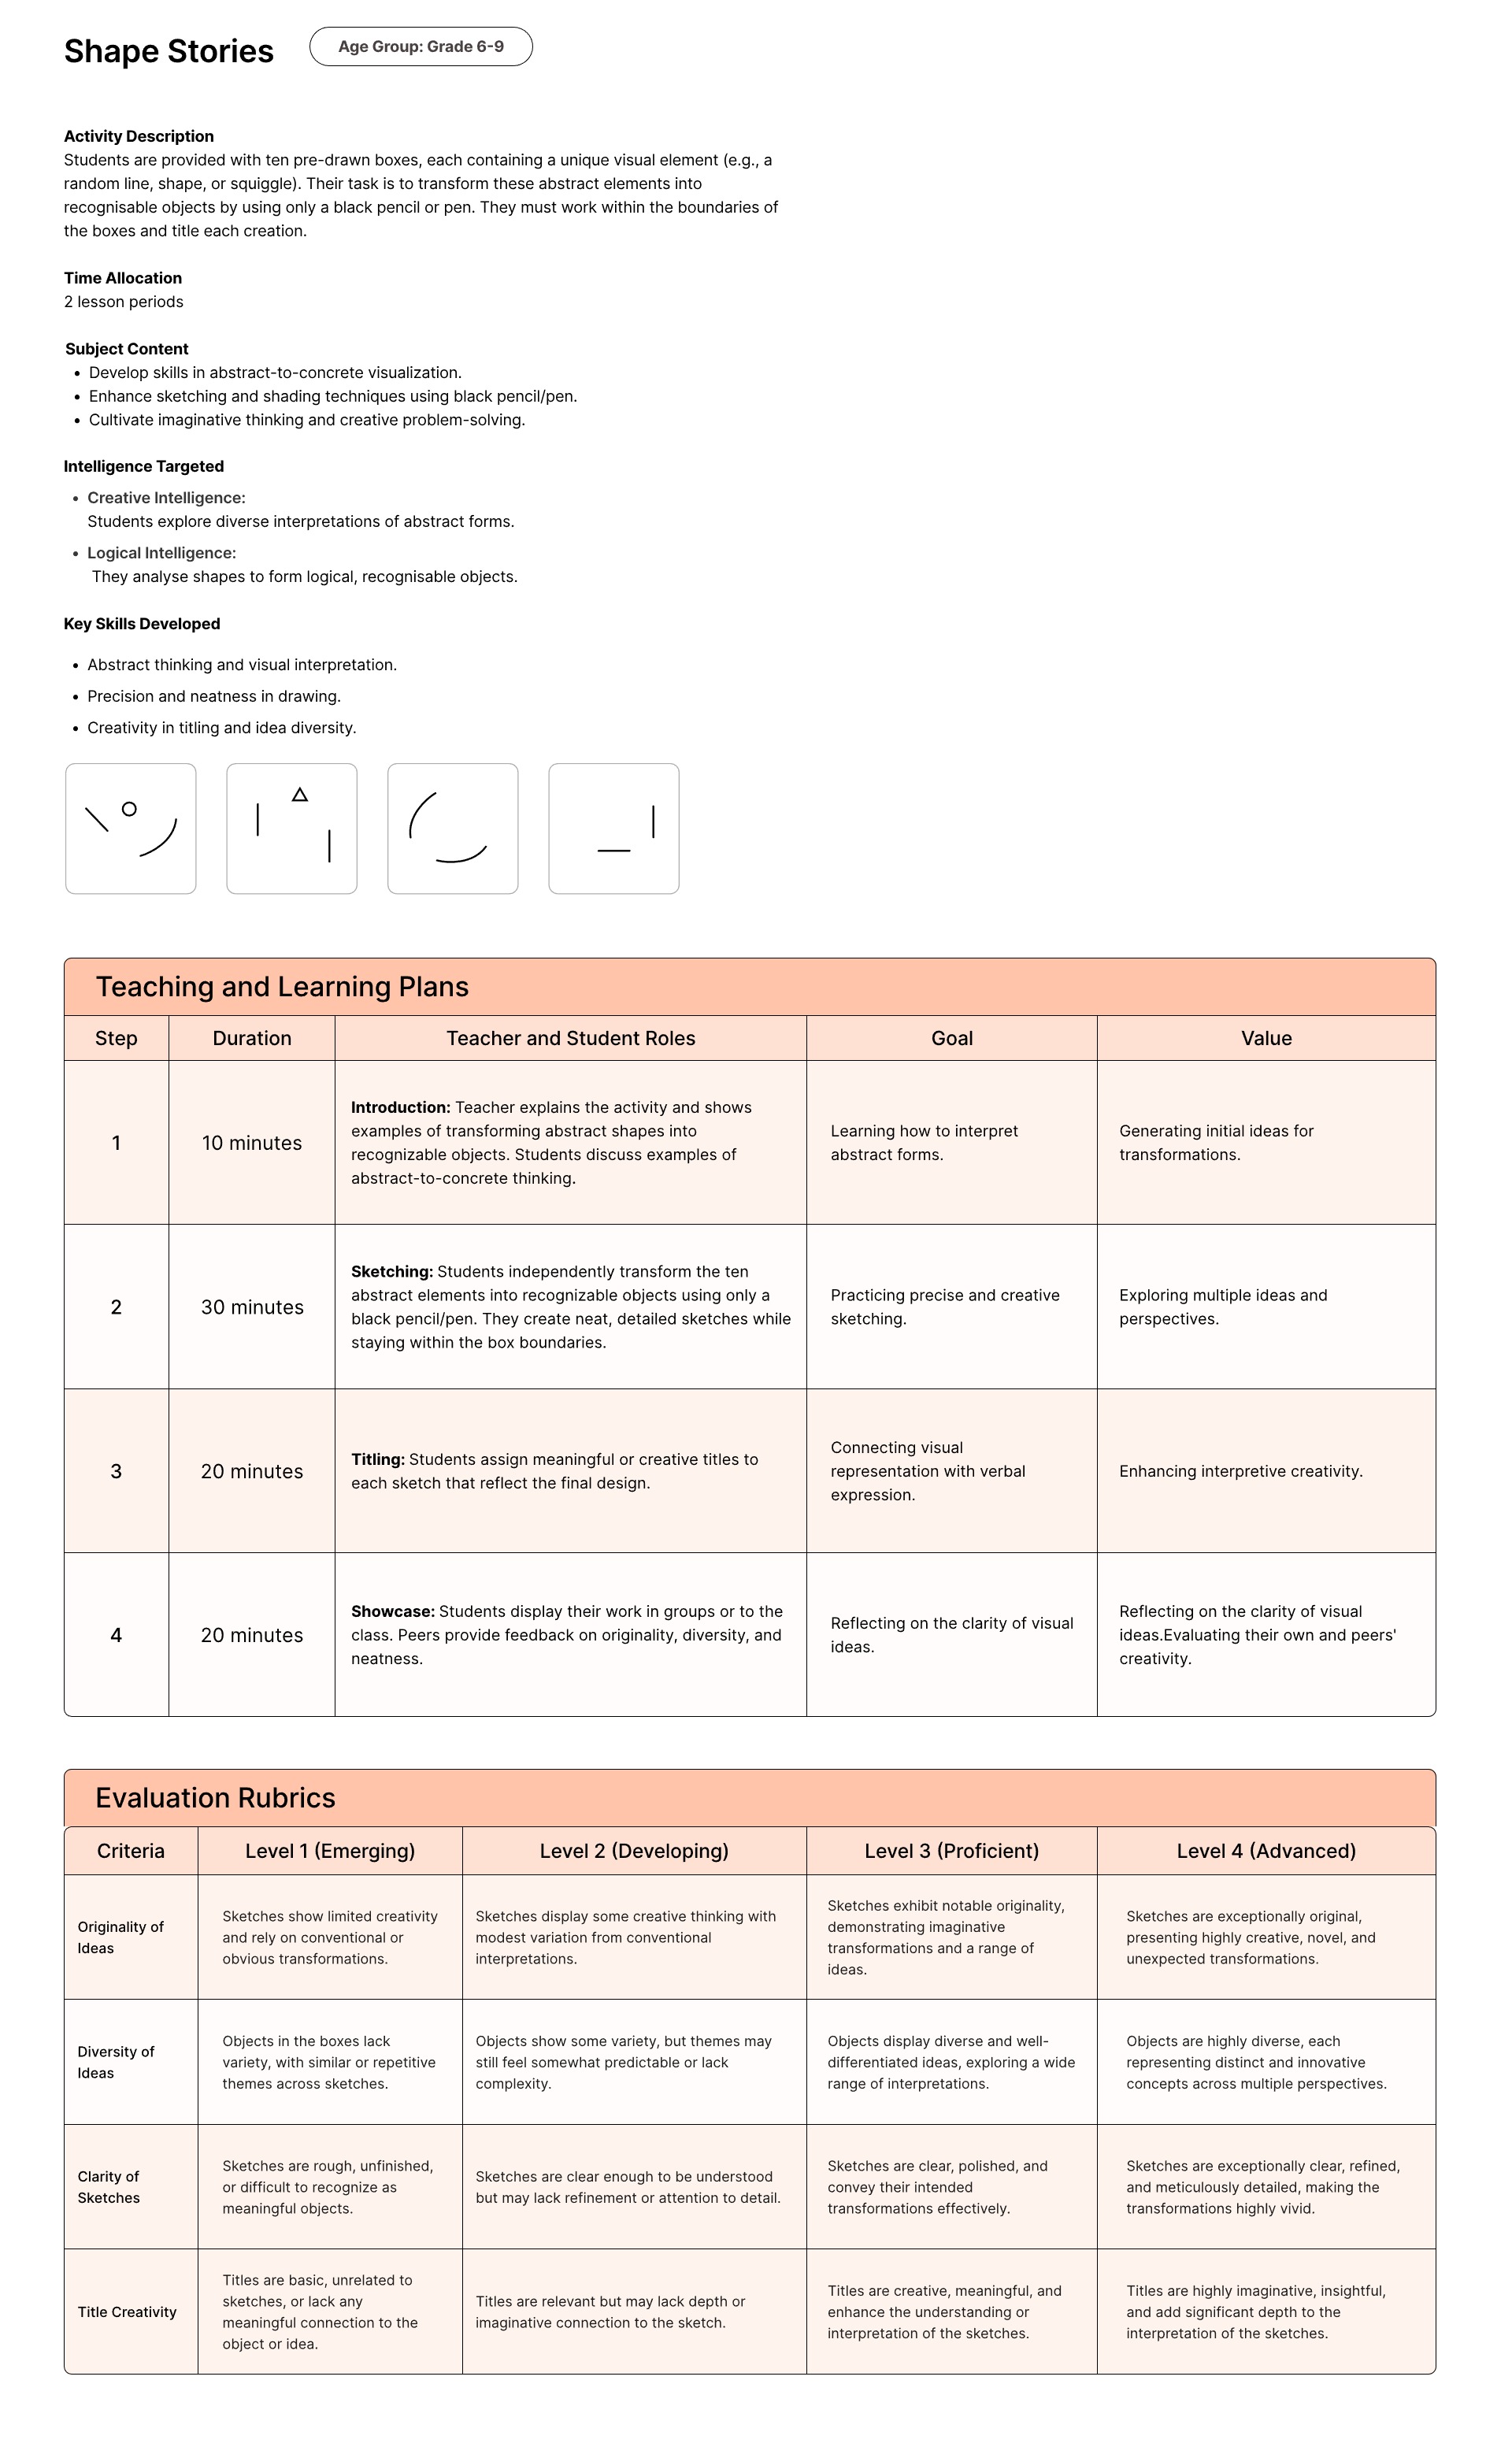 Shape Stories
Age Group: Grade 6-9
Activity Description
Students are provided with ten pre-drawn boxes, each containing a unique visual element (e.g., a
random line, shape, or squiggle). Their task is to transform these abstract elements into
recognisable objects by using only a black pencil or pen. They must work within the boundaries of
the boxes and title each creation.
Time Allocation
2 lesson periods
Subject Content
• Develop skills in abstract-to-concrete visualization.
• Enhance sketching and shading techniques using black pencil/pen.
• Cultivate imaginative thinking and creative problem-solving.
Intelligence Targeted
• Creative Intelligence:
Students explore diverse interpretations of abstract forms.
• Logical Intelligence:
They analyse shapes to form logical, recognisable objects.
Key Skills Developed
• Abstract thinking and visual interpretation.
• Precision and neatness in drawing.
• Creativity in titling and idea diversity.
Teaching and Learning Plans
Step
Duration
Teacher and Student Roles
Goal
Value
1
10 minutes
Introduction: Teacher explains the activity and shows
examples of transforming abstract shapes into
recognizable objects. Students discuss examples of
abstract-to-concrete thinking.
Learning how to interpret
abstract forms.
Generating initial ideas for
transformations.
2
30 minutes
Sketching: Students independently transform the ten
abstract elements into recognizable objects using only a
black pencil/pen. They create neat, detailed sketches while
staying within the box boundaries.
Practicing precise and creative
sketching.
Exploring multiple ideas and
perspectives.
3
20 minutes
Titling: Students assign meaningful or creative titles to
each sketch that reflect the final design.
Connecting visual
representation with verbal
expression.
Enhancing interpretive creativity.
4
20 minutes
Showcase: Students display their work in groups or to the
class. Peers provide feedback on originality, diversity, and
neatness.
Reflecting on the clarity of visual
ideas.
Reflecting on the clarity of visual
ideas.Evaluating their own and peers'
creativity.
Evaluation Rubrics
Criteria
Level 1 (Emerging)
Level 2 (Developing)
Level 3 (Proficient)
Level 4 (Advanced)
Originality of
Ideas
Sketches show limited creativity
and rely on conventional or
obvious transformations.
Sketches display some creative thinking with
modest variation from conventional
interpretations.
Sketches exhibit notable originality,
demonstrating imaginative
transformations and a range of
ideas.
Sketches are exceptionally original,
presenting highly creative, novel, and
unexpected transformations.
Diversity of
Ideas
Objects in the boxes lack
variety, with similar or repetitive
themes across sketches.
Objects show some variety, but themes may
still feel somewhat predictable or lack
complexity.
Objects display diverse and well-
differentiated ideas, exploring a wide
range of interpretations.
Objects are highly diverse, each
representing distinct and innovative
concepts across multiple perspectives.
Clarity of
Sketches
Sketches are rough, unfinished,
or difficult to recognize as
meaningful objects.
Sketches are clear enough to be understood
but may lack refinement or attention to detail.
Sketches are clear, polished, and
convey their intended
transformations effectively.
Sketches are exceptionally clear, refined,
and meticulously detailed, making the
transformations highly vivid.
Title Creativity
Titles are basic, unrelated to
sketches, or lack any
meaningful connection to the
object or idea.
Titles are relevant but may lack depth or
imaginative connection to the sketch.
Titles are creative, meaningful, and
enhance the understanding or
interpretation of the sketches.
Titles are highly imaginative, insightful,
and add significant depth to the
interpretation of the sketches.